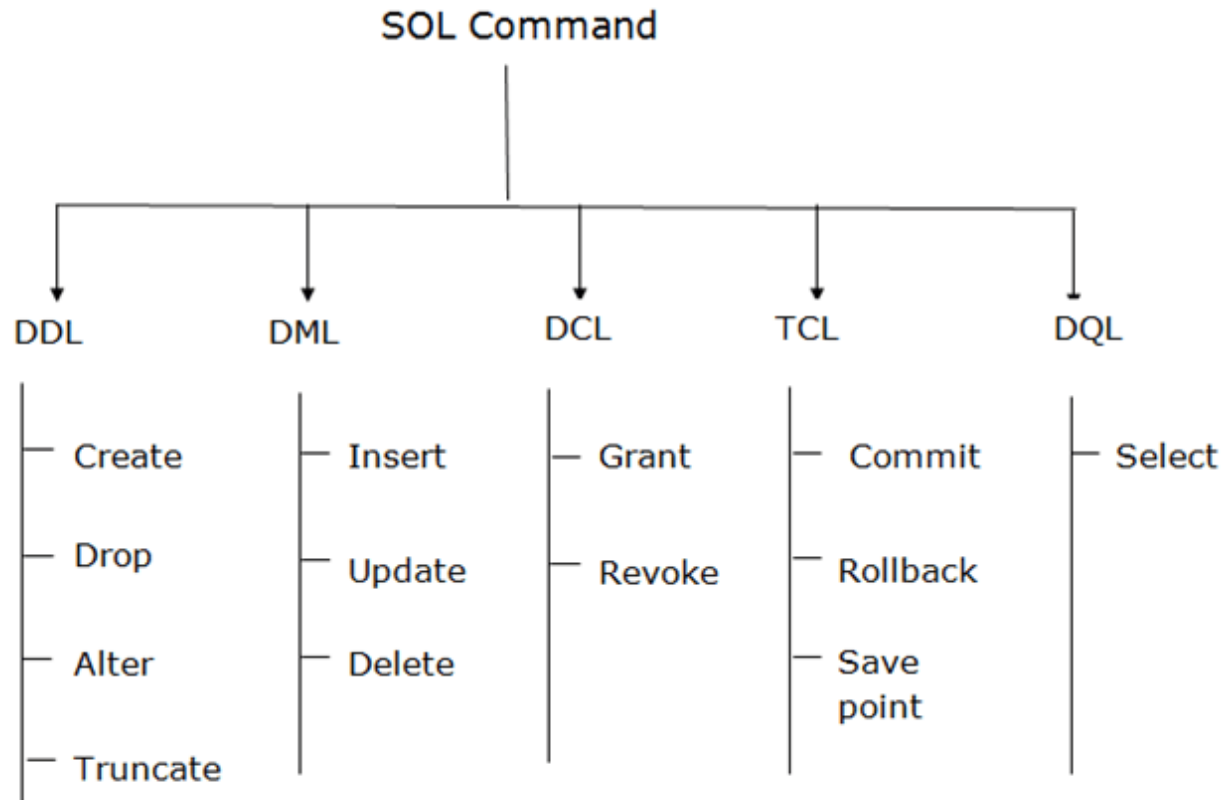 SOL Command
DDL
DML
DCL
TCL
DQL
Create
Drop
Alter
Truncate
Insert
Update
Delete
Grant
Revoke
Commit
Rollback
Save
point
Select